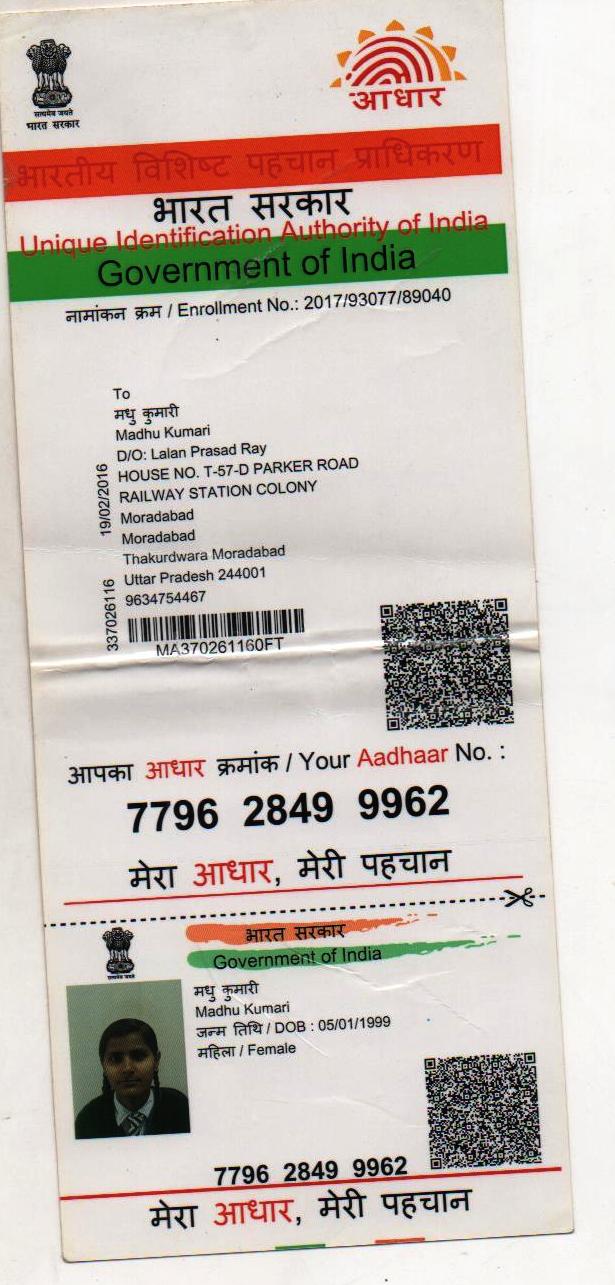 सत्यमेव जयते
भारत सरकार
आधार
भारतीय विशिष्ट पहचान प्राधिकरण
भारत सरकार
Unique Identification Authority of India
Government of India
नामांकन क्रम / Enrollment No.: 2017/93077/89040
To
मधु कुमारी
Madhu Kumari
D/O: Lalan Prasad Ray
HOUSE NO. T-57-D PARKER ROAD
RAILWAY STATION COLONY
Moradabad
Moradabad
Thakurdwara Moradabad
Uttar Pradesh 244001
9634754467
19/02/2016
337026116
MA370261160FT
आपका आधार क्रमांक / Your Aadhaar No. :
7796 2849 9962
मेरा आधार, मेरी पहचान
भारत सरकार
Government of India
मधु कुमारी
Madhu Kumari
जन्म तिथि / DOB : 05/01/1999
महिला / Female
7796 2849 9962
मेरा आधार, मेरी पहचान